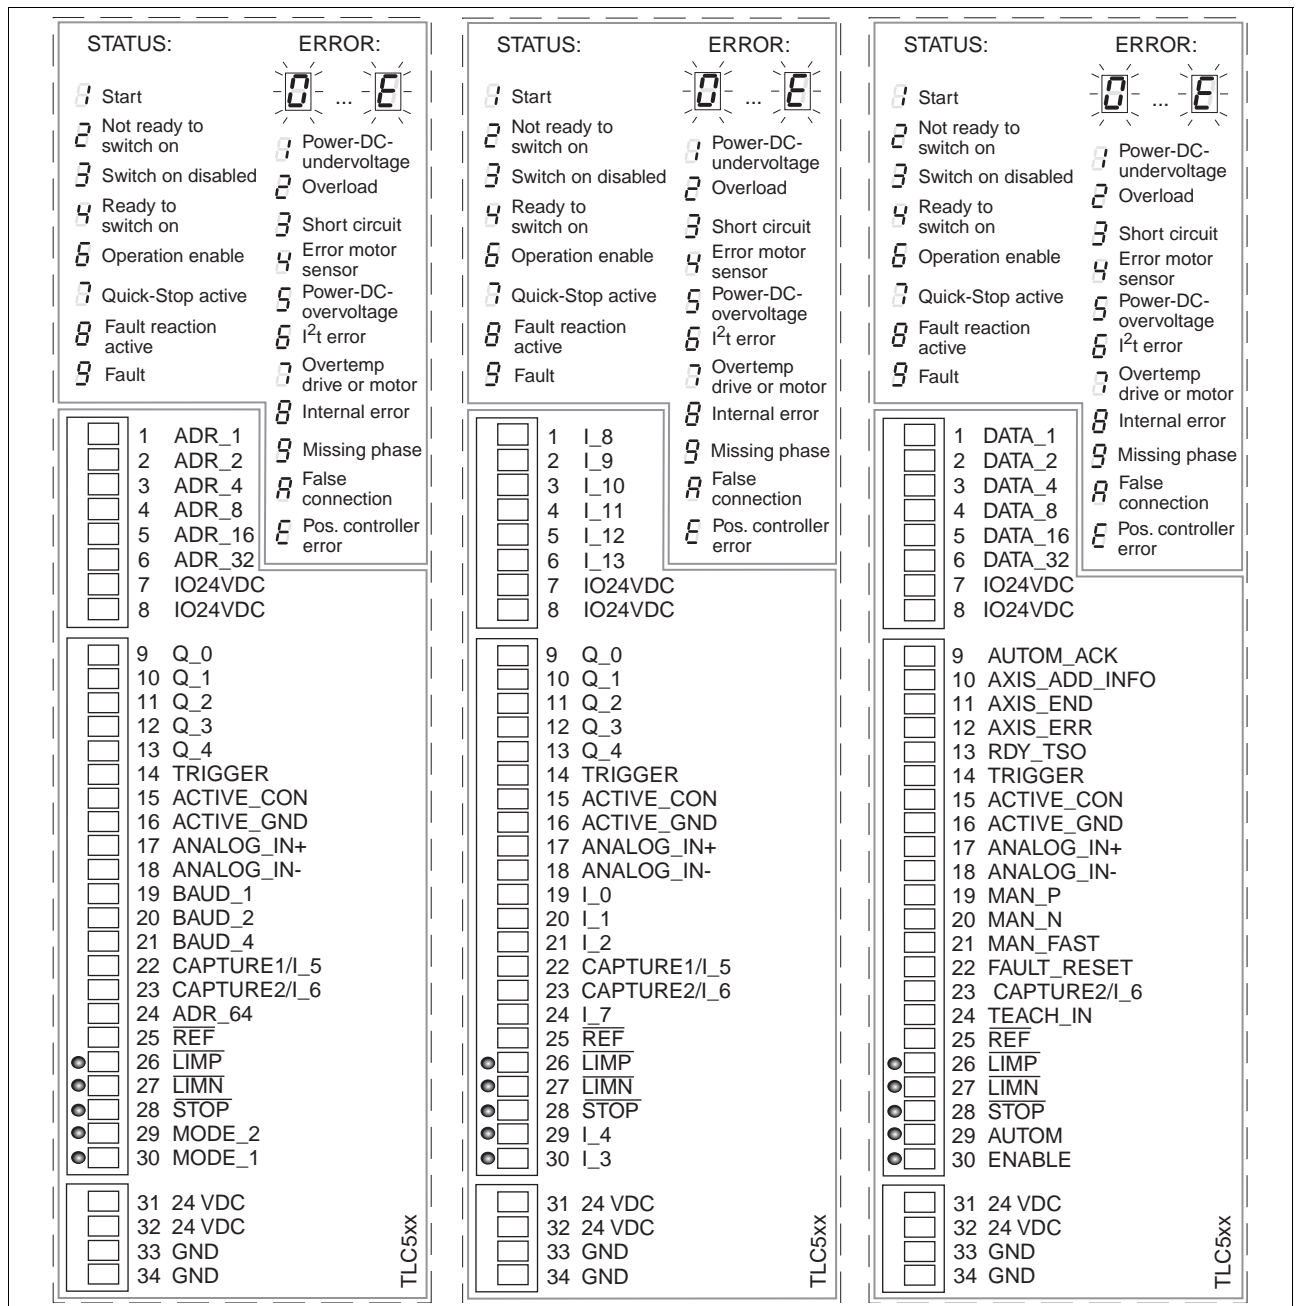 STATUS:
1 Start
2 Not ready to
switch on
3 Switch on disabled
4 Ready to
switch on
6 Operation enable
7 Quick-Stop active
8 Fault reaction
active
9 Fault
ERROR:
0 ... E
1 Power-DC-
undervoltage
2 Overload
3 Short circuit
4 Error motor
sensor
5 Power-DC-
overvoltage
6 I²t error
7 Overtemp
drive or motor
8 Internal error
9 Missing phase
A False
connection
E Pos. controller
error
1 ADR_1
2 ADR_2
3 ADR_4
4 ADR_8
5 ADR_16
6 ADR_32
7 IO24VDC
8 IO24VDC
9 Q_0
10 Q_1
11 Q_2
12 Q_3
13 Q_4
14 TRIGGER
15 ACTIVE_CON
16 ACTIVE_GND
17 ANALOG_IN+
18 ANALOG_IN-
19 BAUD_1
20 BAUD_2
21 BAUD_4
22 CAPTURE1/I_5
23 CAPTURE2/I_6
24 ADR_64
25 REF
26 LIMP
27 LIMN
28 STOP
29 MODE_2
30 MODE_1
31 24 VDC
32 24 VDC
33 GND
34 GND
TLC5xx
STATUS:
1 Start
2 Not ready to
switch on
3 Switch on disabled
4 Ready to
switch on
6 Operation enable
7 Quick-Stop active
8 Fault reaction
active
9 Fault
ERROR:
0 ... E
1 Power-DC-
undervoltage
2 Overload
3 Short circuit
4 Error motor
sensor
5 Power-DC-
overvoltage
6 I²t error
7 Overtemp
drive or motor
8 Internal error
9 Missing phase
A False
connection
E Pos. controller
error
1 I_8
2 I_9
3 I_10
4 I_11
5 I_12
6 I_13
7 IO24VDC
8 IO24VDC
9 Q_0
10 Q_1
11 Q_2
12 Q_3
13 Q_4
14 TRIGGER
15 ACTIVE_CON
16 ACTIVE_GND
17 ANALOG_IN+
18 ANALOG_IN-
19 I_0
20 I_1
21 I_2
22 CAPTURE1/I_5
23 CAPTURE2/I_6
24 I_7
25 REF
26 LIMP
27 LIMN
28 STOP
29 I_4
30 I_3
31 24 VDC
32 24 VDC
33 GND
34 GND
TLC5xx
STATUS:
1 Start
2 Not ready to
switch on
3 Switch on disabled
4 Ready to
switch on
6 Operation enable
7 Quick-Stop active
8 Fault reaction
active
9 Fault
ERROR:
0 ... E
1 Power-DC-
undervoltage
2 Overload
3 Short circuit
4 Error motor
sensor
5 Power-DC-
overvoltage
6 I²t error
7 Overtemp
drive or motor
8 Internal error
9 Missing phase
A False
connection
E Pos. controller
error
1 DATA_1
2 DATA_2
3 DATA_4
4 DATA_8
5 DATA_16
6 DATA_32
7 IO24VDC
8 IO24VDC
9 AUTOM_ACK
10 AXIS_ADD_INFO
11 AXIS_END
12 AXIS_ERR
13 RDY_TSO
14 TRIGGER
15 ACTIVE_CON
16 ACTIVE_GND
17 ANALOG_IN+
18 ANALOG_IN-
19 MAN_P
20 MAN_N
21 MAN_FAST
22 FAULT_RESET
23 CAPTURE2/I_6
24 TEACH_IN
25 REF
26 LIMP
27 LIMN
28 STOP
29 AUTOM
30 ENABLE
31 24 VDC
32 24 VDC
33 GND
34 GND
TLC5xx